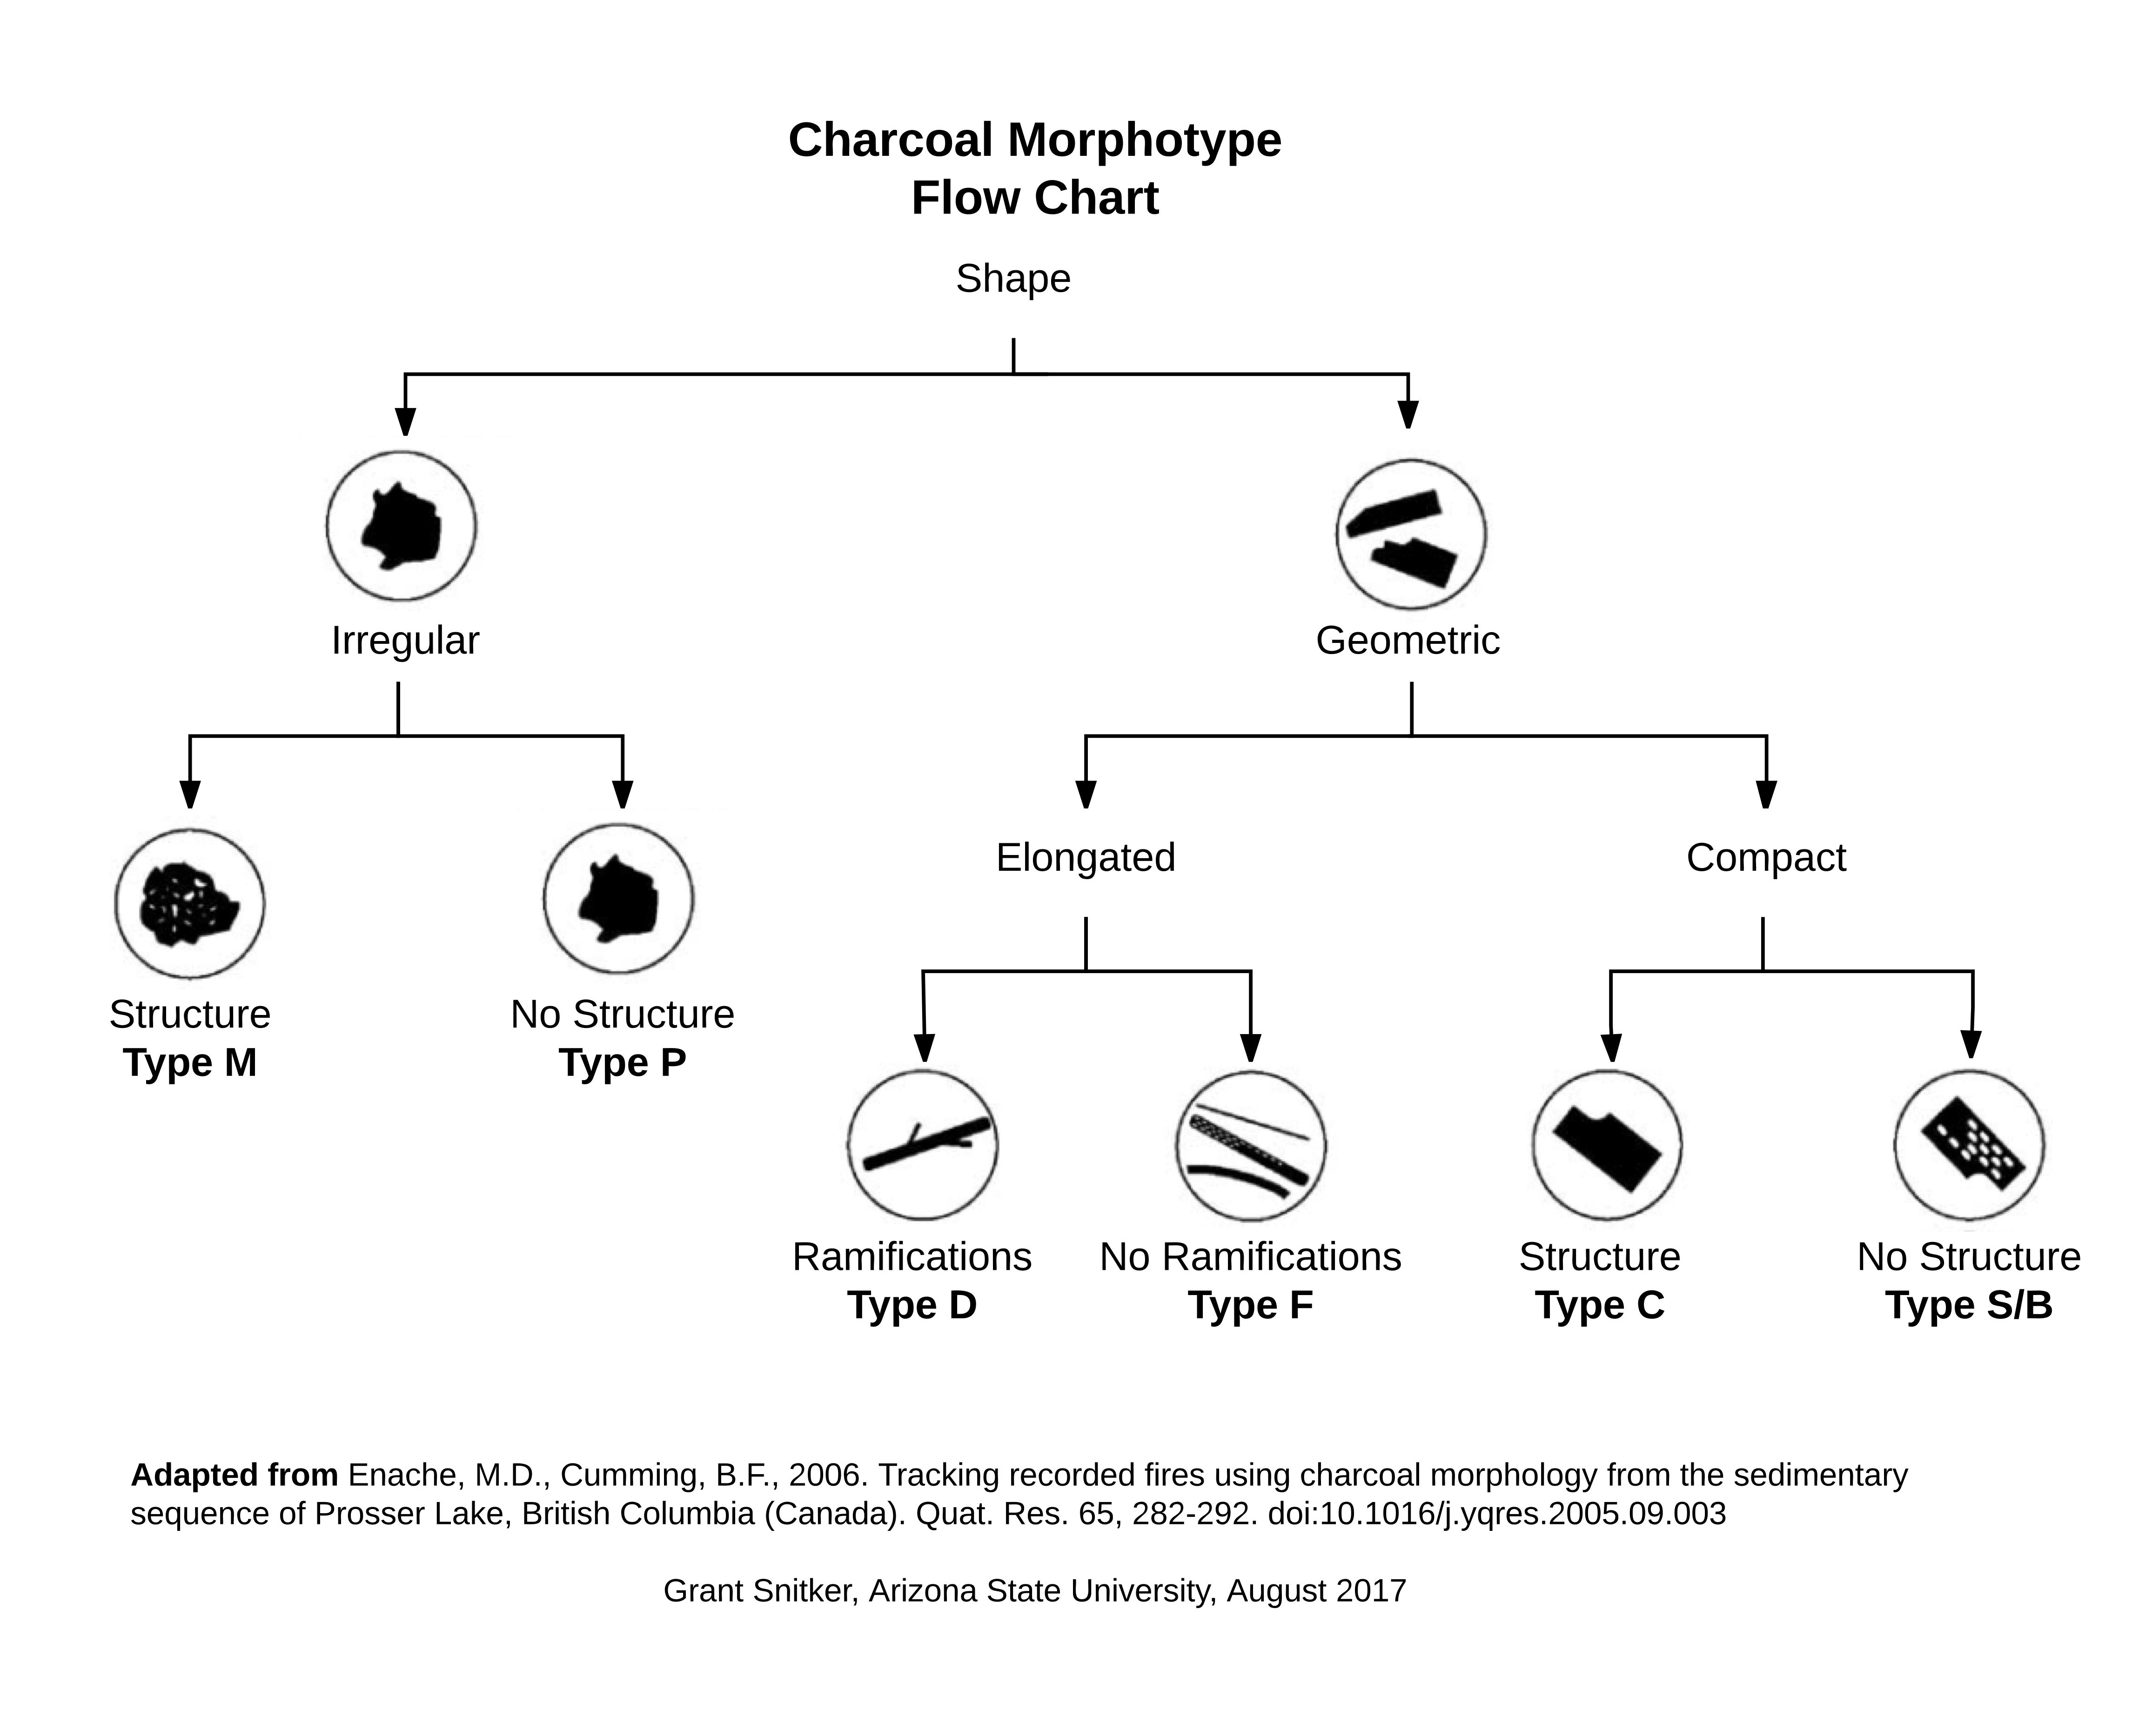 Charcoal Morphotype
Flow Chart
Shape
Irregular
Geometric
Elongated
Compact
Structure
Type M
No Structure
Type P
Ramifications
Type D
No Ramifications
Type F
Structure
Type C
No Structure
Type S/B
Adapted from Enache, M.D., Cumming, B.F., 2006. Tracking recorded fires using charcoal morphology from the sedimentary
sequence of Prosser Lake, British Columbia (Canada). Quat. Res. 65, 282-292. doi:10.1016/j.yqres.2005.09.003
Grant Snitker, Arizona State University, August 2017